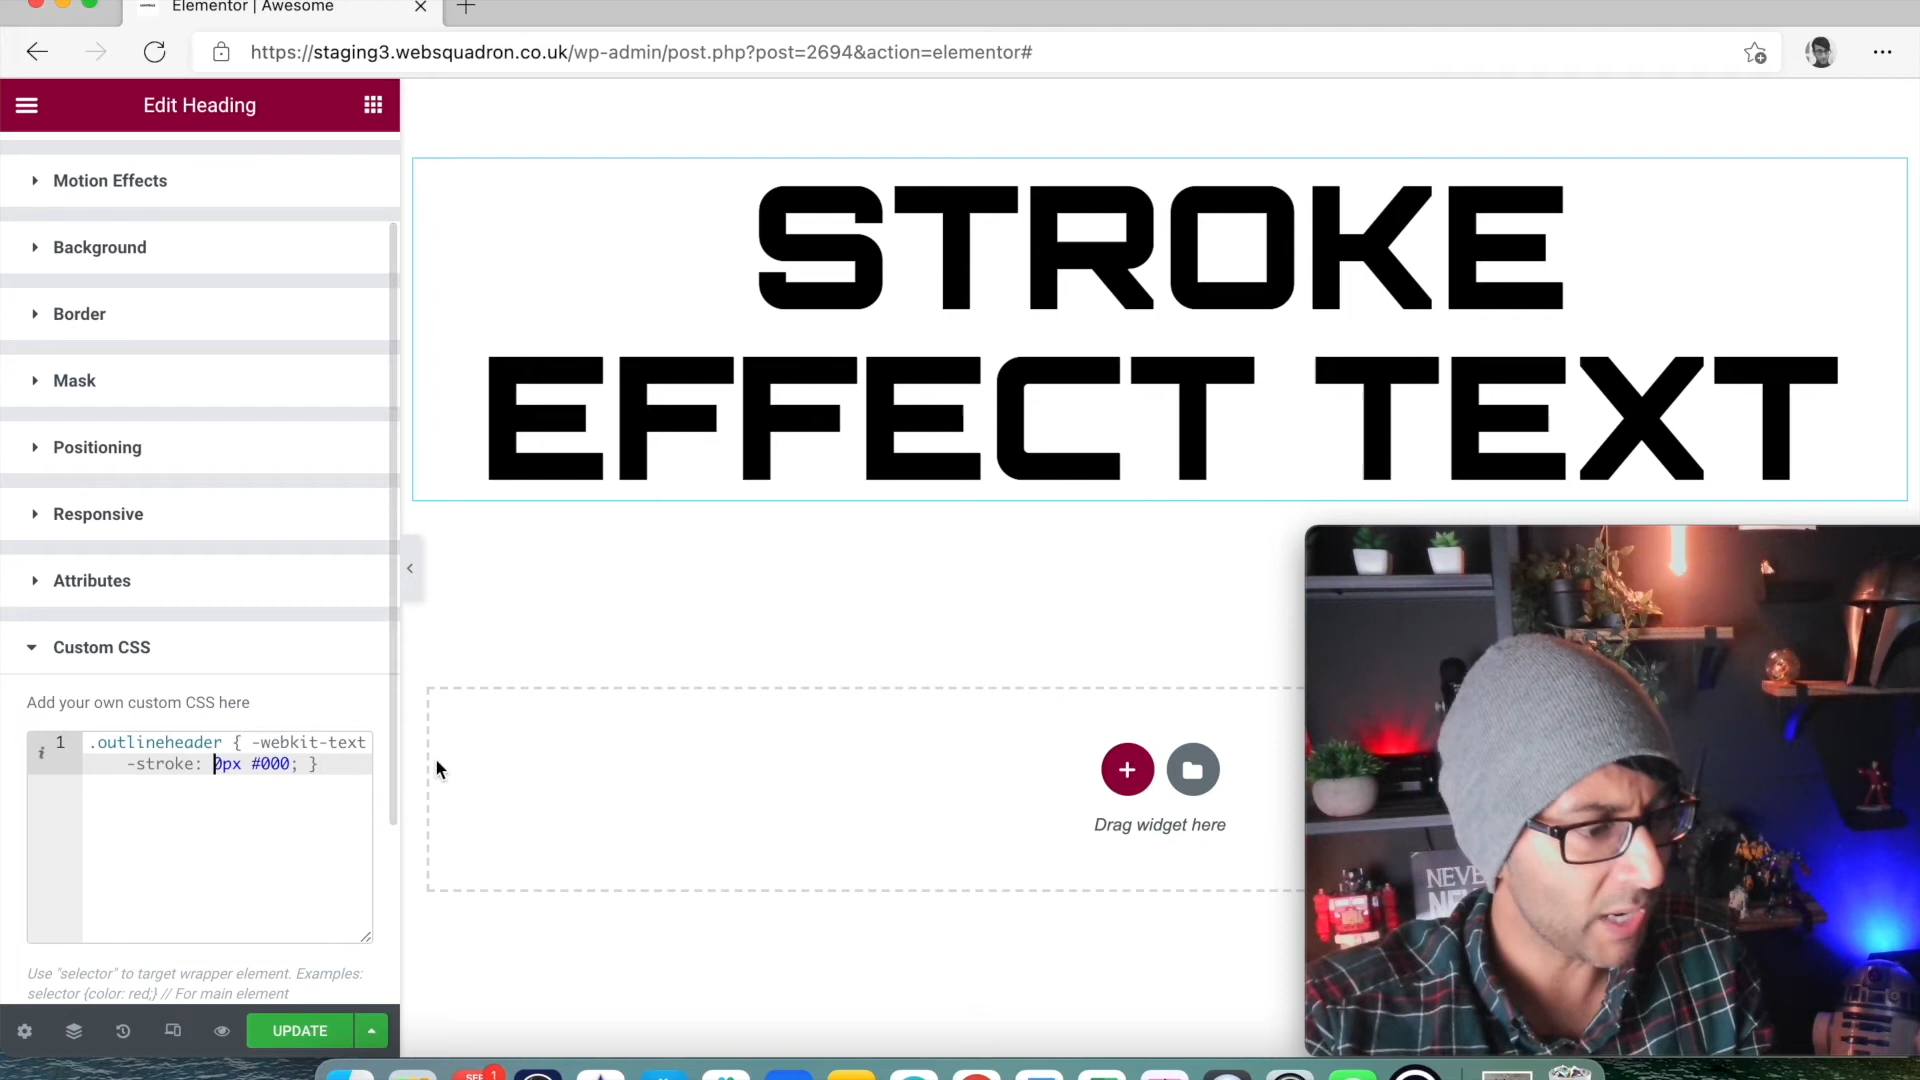 Elementor | Awesome
https://staging3.websquadron.co.uk/wp-admin/post.php?post=2694&action=elementor#
Edit Heading
Motion Effects
Background
Border
Mask
Positioning
Responsive
Attributes
Custom CSS
Add your own custom CSS here
1 .outlineheader { -webkit-text
-stroke: 0px #000; }
Use "selector" to target wrapper element. Examples:
selector {color: red;} // For main element
UPDATE
STROKE
EFFECT TEXT
Drag widget here
NEVE
SEP 1